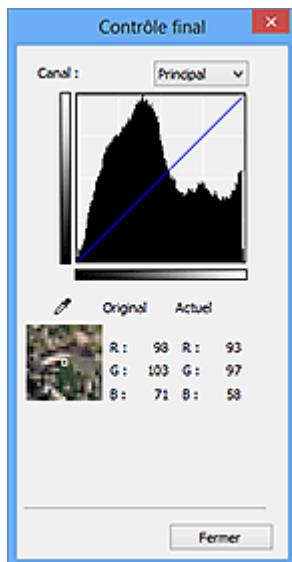 Contrôle final
Canal : Principal
Original Actuel
R : 98 R : 93
G : 103 G : 97
B : 71 B : 58
Fermer